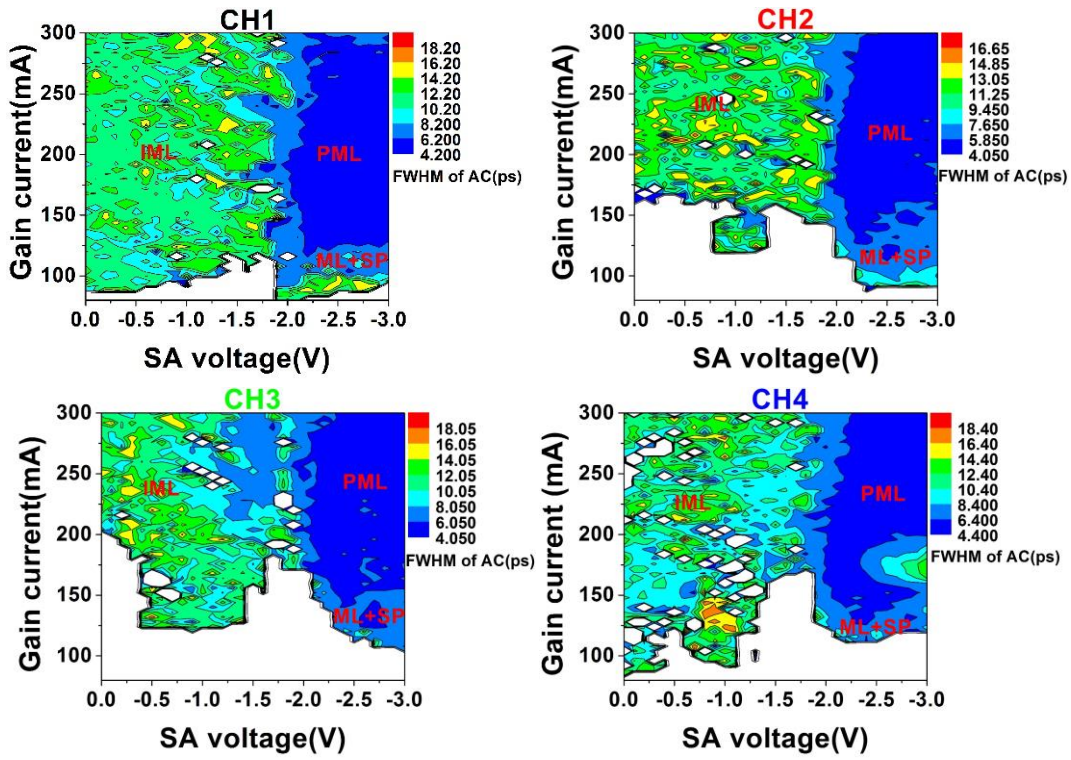 CH1
Gain current(mA)
300
250
200
150
100
IML
PML
ML+SP
0.0 -0.5 -1.0 -1.5 -2.0 -2.5 -3.0
SA voltage(V)
18.20
16.20
14.20
12.20
10.20
8.200
6.200
4.200
FWHM of AC(ps)
CH2
Gain current(mA)
300
250
200
150
100
IML
PML
ML+SP
0.0 -0.5 -1.0 -1.5 -2.0 -2.5 -3.0
SA voltage(V)
16.65
14.85
13.05
11.25
9.450
7.650
5.850
4.050
FWHM of AC(ps)
CH3
Gain current(mA)
300
250
200
150
100
IML
PML
ML+SP
0.0 -0.5 -1.0 -1.5 -2.0 -2.5 -3.0
SA voltage(V)
18.05
16.05
14.05
12.05
10.05
8.050
6.050
4.050
FWHM of AC(ps)
CH4
Gain current (mA)
300
250
200
150
100
IML
PML
ML+SP
0.0 -0.5 -1.0 -1.5 -2.0 -2.5 -3.0
SA voltage(V)
18.40
16.40
14.40
12.40
10.40
8.400
6.400
4.400
FWHM of AC(ps)